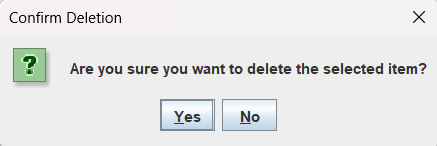 Confirm Deletion
?
Are you sure you want to delete the selected item?
Yes No